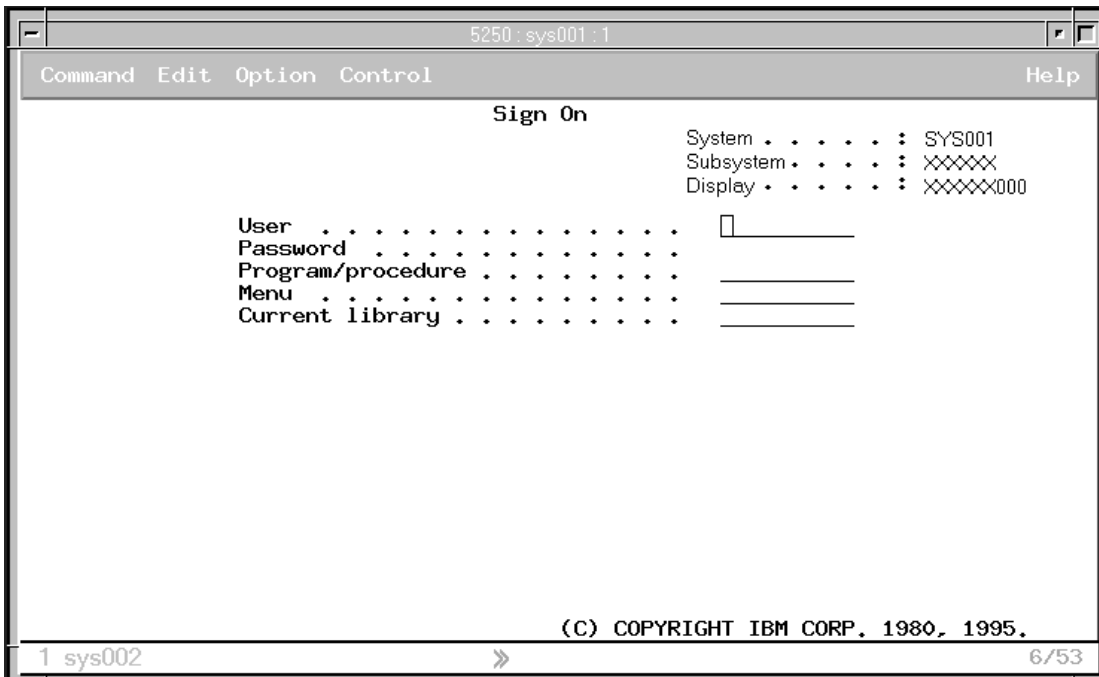 5250 : sys001 : 1
Command Edit Option Control Help
Sign On
System . . . . . : SYS001
Subsystem . . . . : XXXXXX
Display . . . . . : XXXXXX000
User . . . . . . . . . . . . . .
Password . . . . . . . . . . . .
Program/procedure . . . . . . . .
Menu . . . . . . . . . . . . . .
Current library . . . . . . . . .
(C) COPYRIGHT IBM CORP. 1980, 1995.
1 sys002 » 6/53